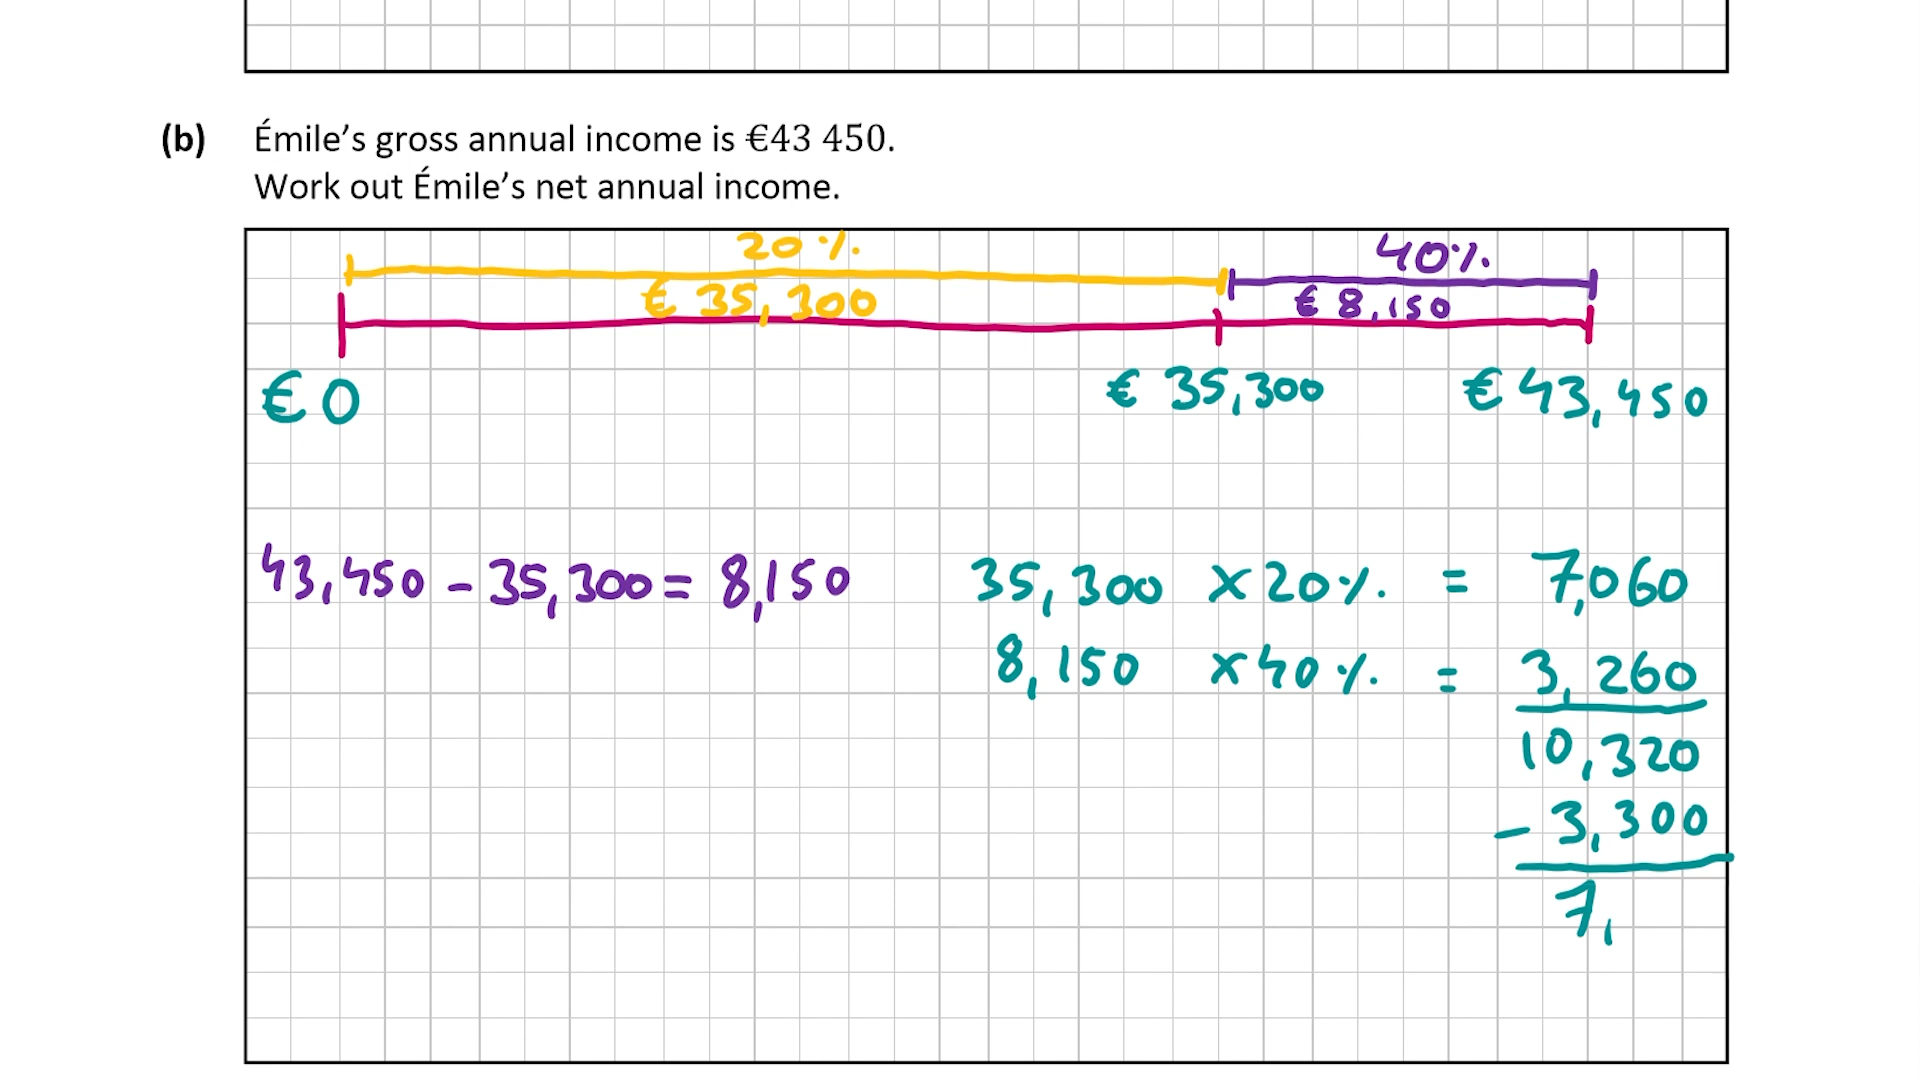 (b) Émile's gross annual income is €43 450.
Work out Émile's net annual income.
20%. 40%.
€ 35,300 € 8,150
€ 0 € 35,300 € 43,450
43,450 - 35,300 = 8,150 35,300 x 20%. = 7,060
8,150 x 40%. = 3,260
10,320
- 3,300
7,